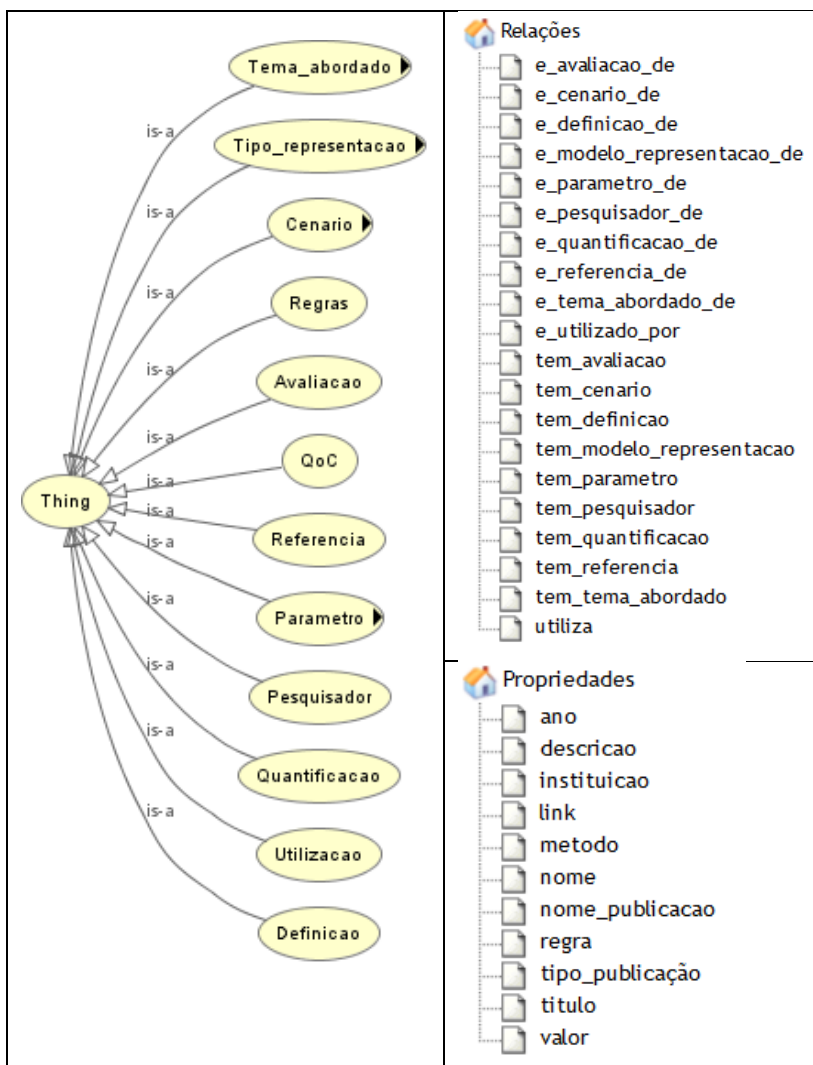 Tema_abordado
is-a
Tipo_representacao
is-a
Cenario
is-a
Regras
is-a
Avaliacao
is-a
QoC
is-a
Thing
is-a
Referencia
is-a
Parametro
is-a
Pesquisador
is-a
Quantificacao
is-a
Utilizacao
is-a
Definicao
Relações
e_avaliacao_de
e_cenario_de
e_definicao_de
e_modelo_representacao_de
e_parametro_de
e_pesquisador_de
e_quantificacao_de
e_referencia_de
e_tema_abordado_de
e_utilizado_por
tem_avaliacao
tem_cenario
tem_definicao
tem_modelo_representacao
tem_parametro
tem_pesquisador
tem_quantificacao
tem_referencia
tem_tema_abordado
utiliza
Propriedades
ano
descricao
instituicao
link
metodo
nome
nome_publicacao
regra
tipo_publicação
titulo
valor